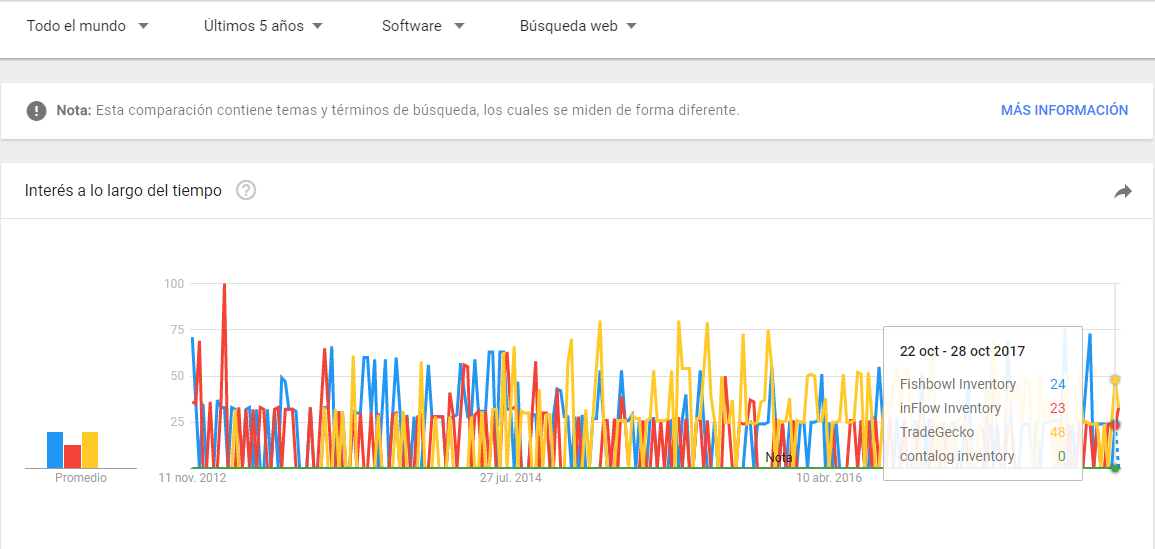 Todo el mundo Últimos 5 años Software Búsqueda web
Nota: Esta comparación contiene temas y términos de búsqueda, los cuales se miden de forma diferente. MÁS INFORMACIÓN
Interés a lo largo del tiempo ?
100
75
50
25
22 oct - 28 oct 2017
Fishbowl Inventory 24
inFlow Inventory 23
TradeGecko 48
contalog inventory 0
Nota
Promedio 11 nov. 2012 27 jul. 2014 10 abr. 2016